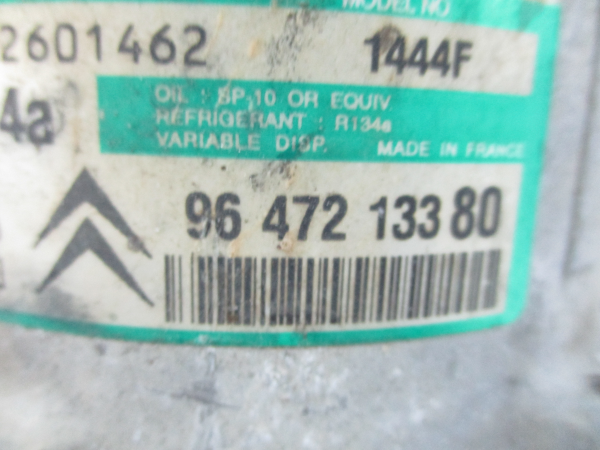 MODEL NO
2601462 1444F
OIL : SP-10 OR EQUIV
4a REFRIGERANT : R134a
VARIABLE DISP. MADE IN FRANCE
96 472 133 80